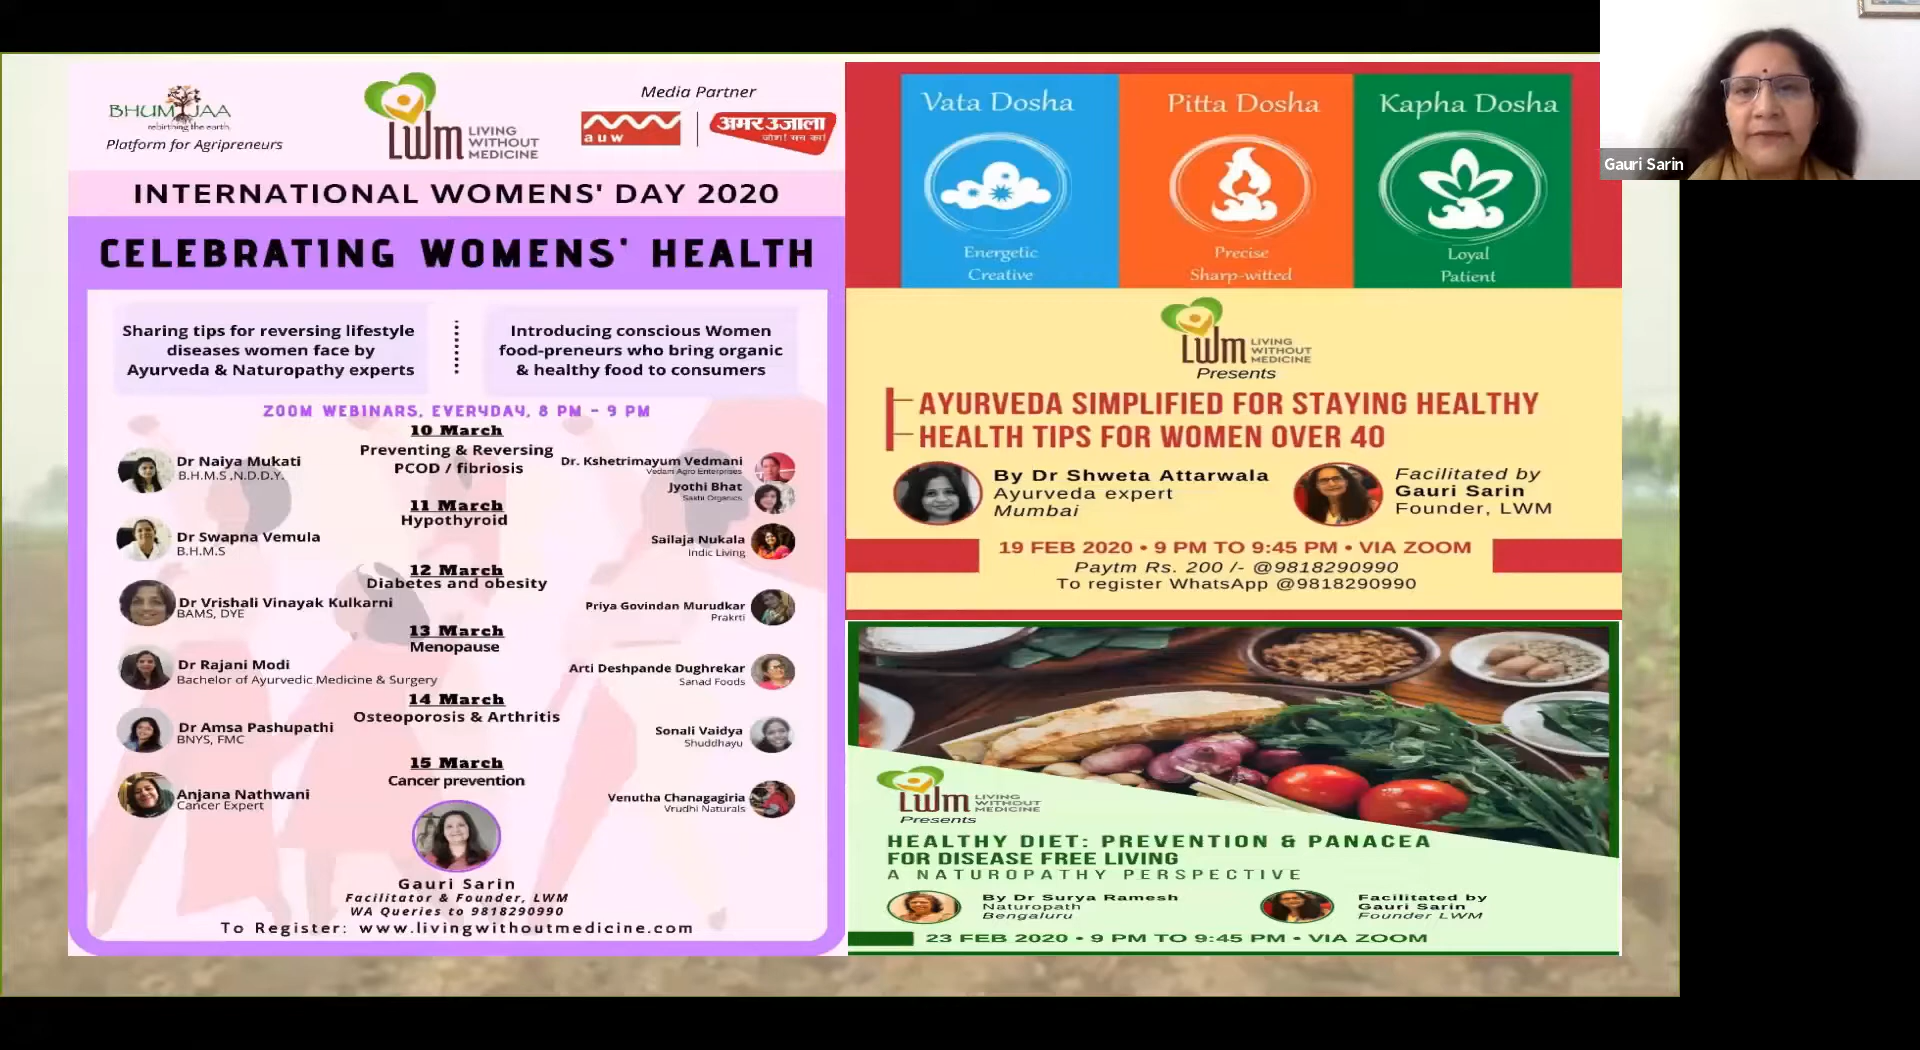 BHUMIJAA
rebirthing the earth
Platform for Agripreneurs
lwm LIVING
WITHOUT
MEDICINE
Media Partner
auw
अमर उजाला
जोश! सच का!
INTERNATIONAL WOMENS' DAY 2020
CELEBRATING WOMENS' HEALTH
Sharing tips for reversing lifestyle
diseases women face by
Ayurveda & Naturopathy experts
Introducing conscious Women
food-preneurs who bring organic
& healthy food to consumers
ZOOM WEBINARS, EVERYDAY, 8 PM - 9 PM
10 March
Preventing & Reversing
PCOD / fibriosis
Dr Naiya Mukati
B.H.M.S ,N.D.D.Y.
Dr. Kshetrimayum Vedmani
Vedam Agro Enterprises
Jyothi Bhat
Sakhi Organics
11 March
Hypothyroid
Dr Swapna Vemula
B.H.M.S
Sailaja Nukala
Indic Living
12 March
Diabetes and obesity
Dr Vrishali Vinayak Kulkarni
BAMS, DYE
Priya Govindan Murudkar
Prakrti
13 March
Menopause
Dr Rajani Modi
Bachelor of Ayurvedic Medicine & Surgery
Arti Deshpande Dughrekar
Sanad Foods
14 March
Osteoporosis & Arthritis
Dr Amsa Pashupathi
BNYS, FMC
Sonali Vaidya
Shuddhayu
15 March
Cancer prevention
Anjana Nathwani
Cancer Expert
Venutha Chanagagiria
Vrudhi Naturals
Gauri Sarin
Facilitator & Founder, LWM
WA Queries to 9818290990
To Register: www.livingwithoutmedicine.com
Vata Dosha
Energetic
Creative
Pitta Dosha
Precise
Sharp-witted
Kapha Dosha
Loyal
Patient
lwm LIVING
WITHOUT
MEDICINE
Presents
AYURVEDA SIMPLIFIED FOR STAYING HEALTHY
HEALTH TIPS FOR WOMEN OVER 40
By Dr Shweta Attarwala
Ayurveda expert
Mumbai
Facilitated by
Gauri Sarin
Founder, LWM
19 FEB 2020 • 9 PM TO 9:45 PM • VIA ZOOM
Paytm Rs. 200 /- @9818290990
To register WhatsApp @9818290990
lwm LIVING
WITHOUT
MEDICINE
Presents
HEALTHY DIET: PREVENTION & PANACEA
FOR DISEASE FREE LIVING
A NATUROPATHY PERSPECTIVE
By Dr Surya Ramesh
Naturopath
Bengaluru
Facilitated by
Gauri Sarin
Founder LWM
23 FEB 2020 • 9 PM TO 9:45 PM • VIA ZOOM
Gauri Sarin